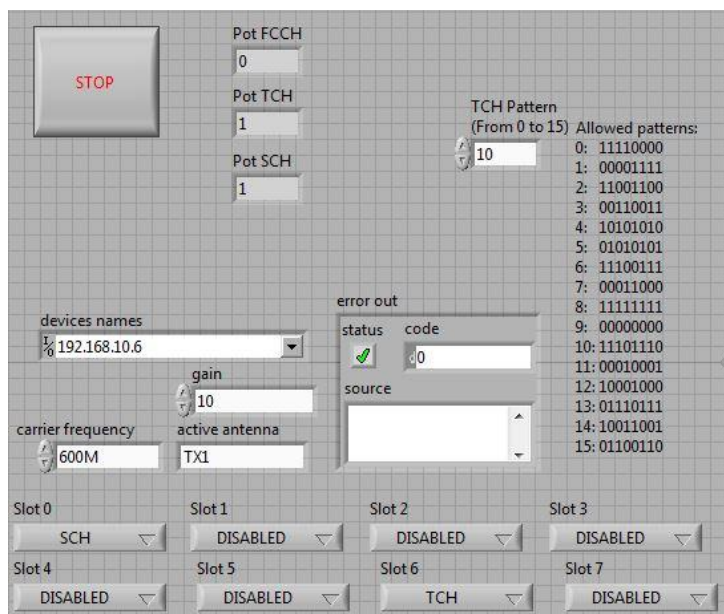 STOP
Pot FCCH
0
Pot TCH
1
Pot SCH
1
TCH Pattern
(From 0 to 15)
10
Allowed patterns:
0: 11110000
1: 00001111
2: 11001100
3: 00110011
4: 10101010
5: 01010101
6: 11100111
7: 00011000
8: 11111111
9: 00000000
10: 11101110
11: 00010001
12: 10001000
13: 01110111
14: 10011001
15: 01100110
devices names
I/O 192.168.10.6
gain
10
carrier frequency
600M
active antenna
TX1
error out
status
code
d0
source
Slot 0
Slot 1
Slot 2
Slot 3
SCH
DISABLED
DISABLED
DISABLED
Slot 4
Slot 5
Slot 6
Slot 7
DISABLED
DISABLED
TCH
DISABLED